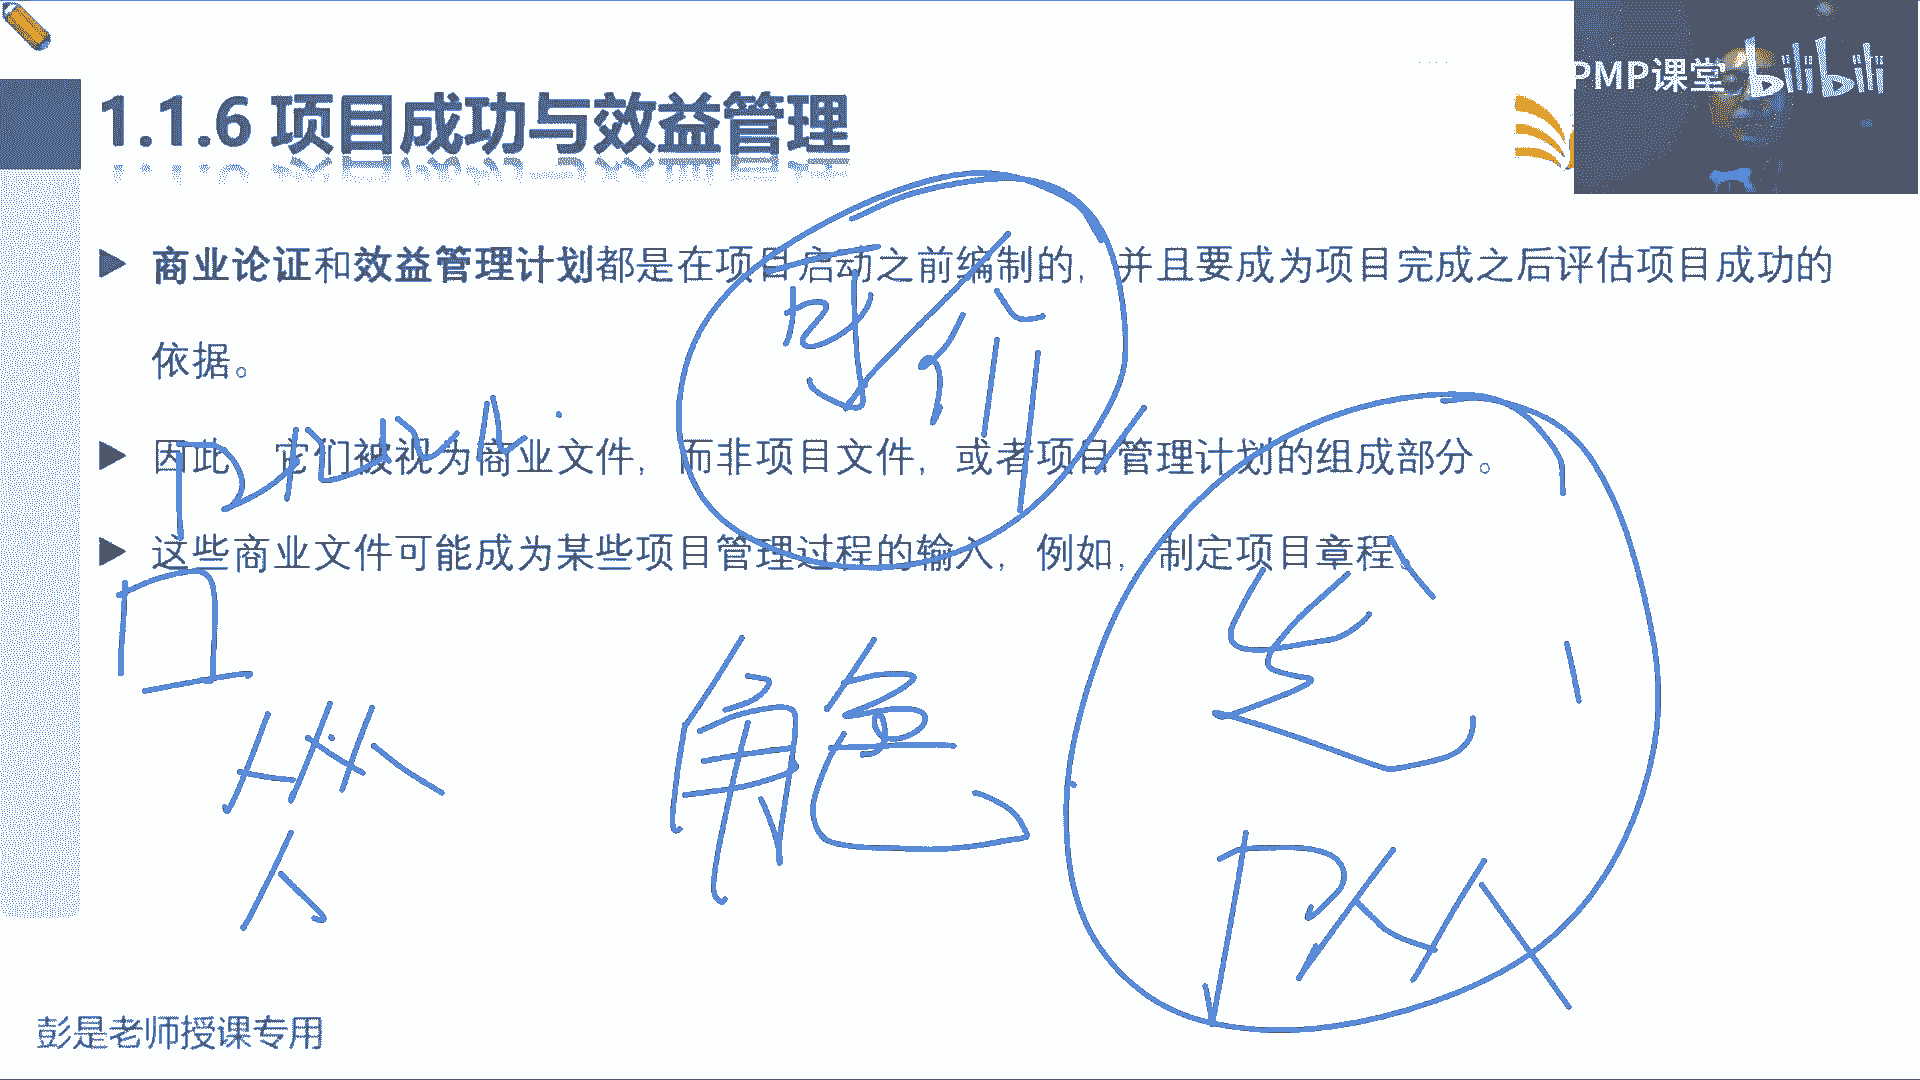 PMP课堂 bilibili
1.1.6 项目成功与效益管理
商业论证和效益管理计划都是在项目启动之前编制的，并且要成为项目完成之后评估项目成功的
依据。
因此，它们被视为商业文件，而非项目文件，或者项目管理计划的组成部分。
这些商业文件可能成为某些项目管理过程的输入，例如，制定项目章程。
角色
彭是老师授课专用